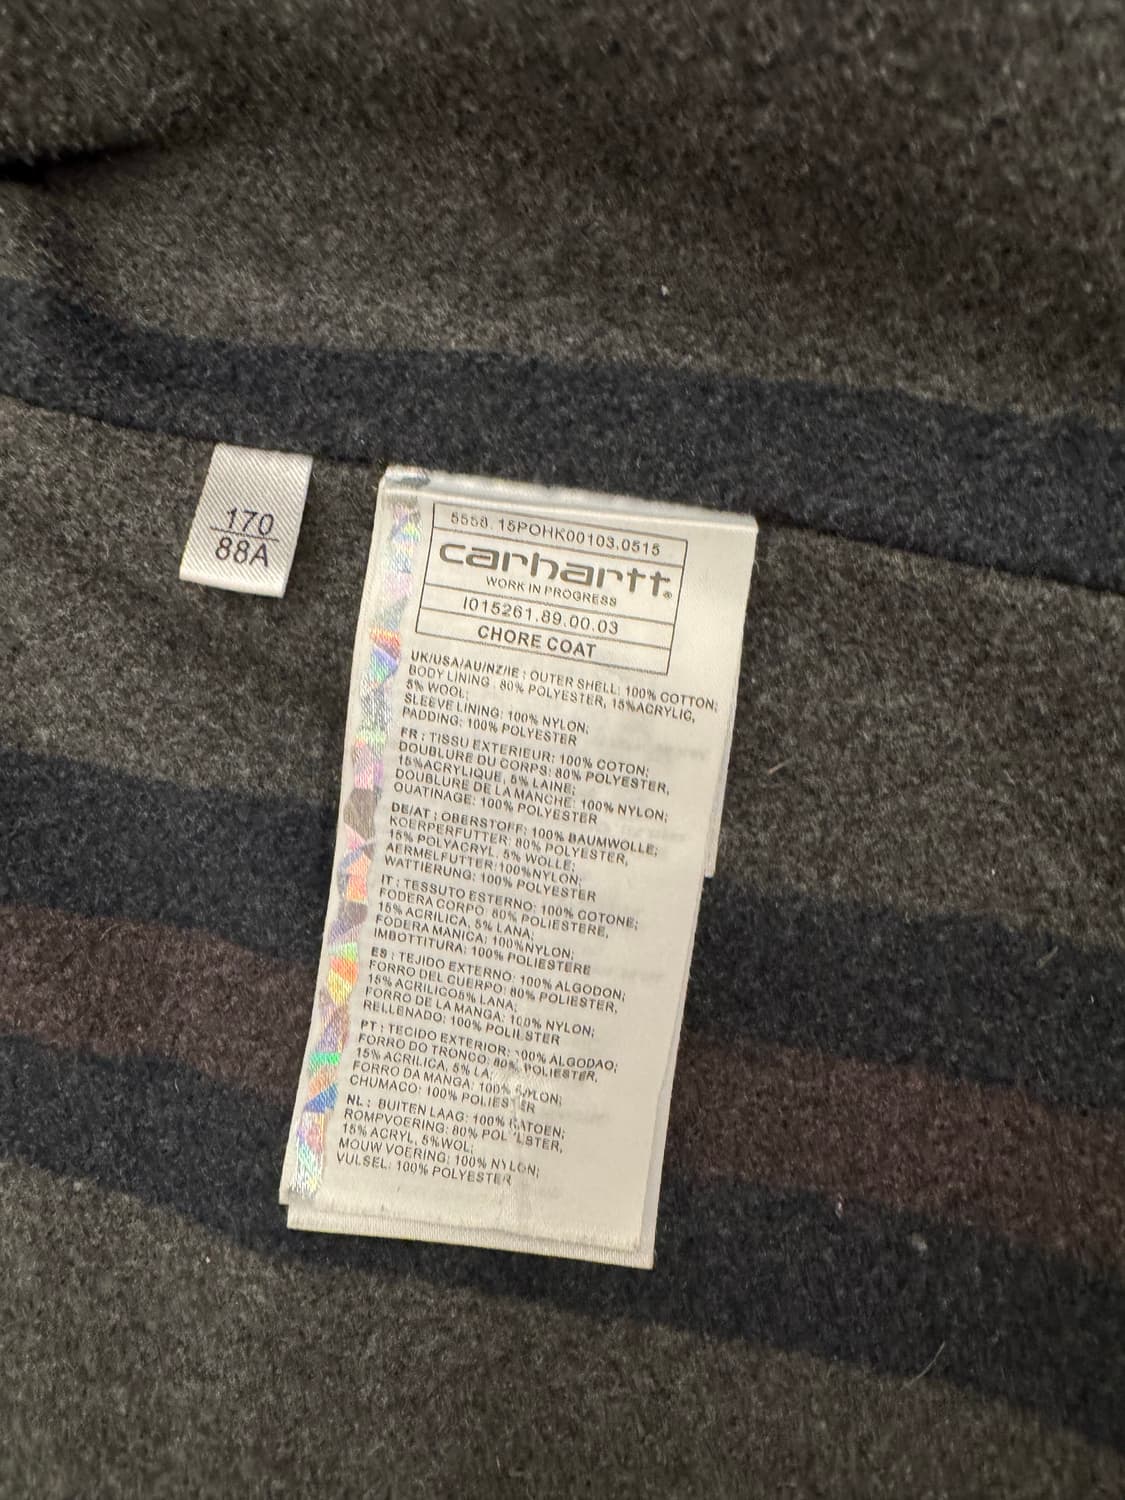 170
88A
5558.15POHK00103.0515
carhartt®
WORK IN PROGRESS
I015261.89.00.03
CHORE COAT
UK/USA/AU/NZ/IE : OUTER SHELL: 100% COTTON;
BODY LINING : 80% POLYESTER, 15%ACRYLIC,
5% WOOL;
SLEEVE LINING: 100% NYLON;
PADDING: 100% POLYESTER
FR : TISSU EXTERIEUR: 100% COTON;
DOUBLURE DU CORPS: 80% POLYESTER,
15%ACRYLIQUE, 5% LAINE;
DOUBLURE DE LA MANCHE: 100% NYLON;
OUATINAGE: 100% POLYESTER
DE/AT : OBERSTOFF: 100% BAUMWOLLE;
KOERPERFUTTER: 80% POLYESTER,
15% POLYACRYL, 5% WOLLE;
AERMELFUTTER:100%NYLON;
WATTIERUNG: 100% POLYESTER
IT : TESSUTO ESTERNO: 100% COTONE;
FODERA CORPO: 80% POLIESTERE,
15% ACRILICA, 5% LANA;
FODERA MANICA: 100%NYLON;
IMBOTTITURA: 100% POLIESTERE
ES : TEJIDO EXTERNO: 100% ALGODON;
FORRO DEL CUERPO: 80% POLIESTER,
15% ACRILICO5% LANA;
FORRO DE LA MANGA: 100% NYLON;
RELLENADO: 100% POLIESTER
PT : TECIDO EXTERIOR: 100% ALGODAO;
FORRO DO TRONCO: 80% POLIESTER,
15% ACRILICA, 5% LA;
FORRO DA MANGA: 100% NYLON;
CHUMACO: 100% POLIESTER
NL : BUITEN LAAG: 100% KATOEN;
ROMPVOERING: 80% POLYESTER,
15% ACRYL, 5%WOL;
MOUW VOERING: 100% NYLON;
VULSEL: 100% POLYESTER